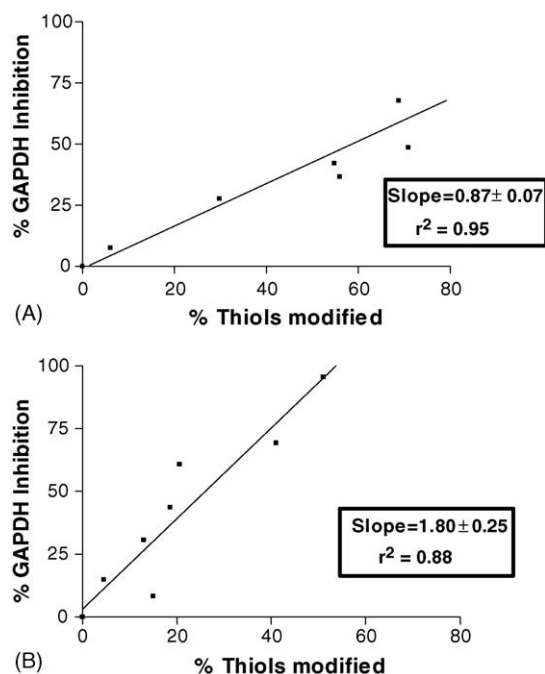 100
75
50
25
0
% GAPDH Inhibition
Slope=0.87± 0.07
r² = 0.95
0 20 40 60 80
(A)
% Thiols modified
100
75
50
25
0
% GAPDH Inhibition
Slope=1.80±0.25
r² = 0.88
0 20 40 60 80
(B)
% Thiols modified